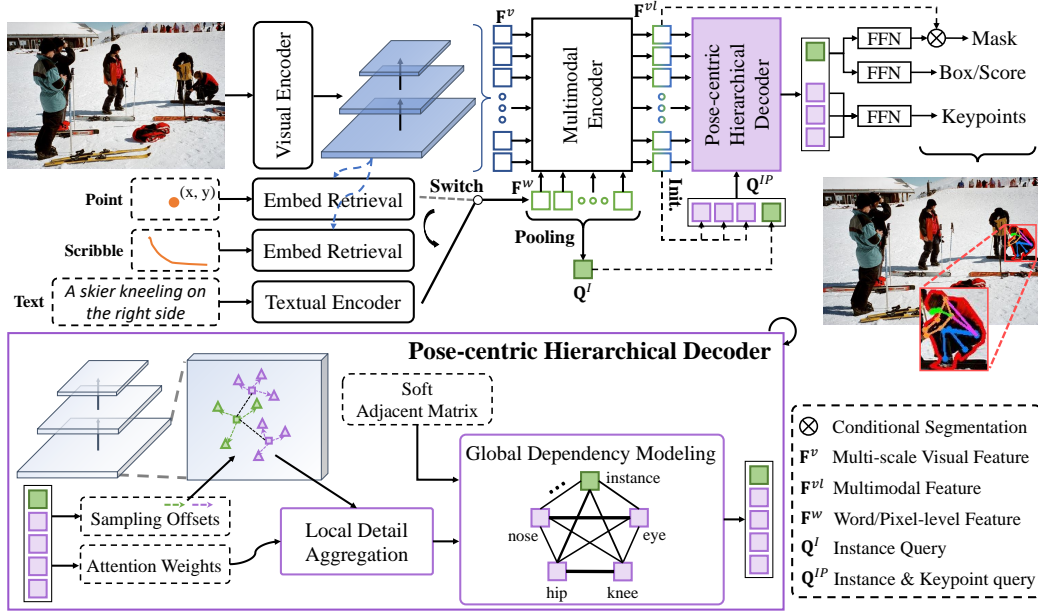 Visual Encoder
F^v
Multimodal Encoder
F^{vl}
Pose-centric Hierarchical Decoder
FFN
Mask
FFN
Box/Score
FFN
Keypoints
Point
(x, y)
Embed Retrieval
Switch
F^w
Init
Q^{IP}
Scribble
Embed Retrieval
Pooling
Text
A skier kneeling on
the right side
Textual Encoder
Q^I
Pose-centric Hierarchical Decoder
Soft
Adjacent Matrix
Global Dependency Modeling
instance
nose
eye
hip
knee
Sampling Offsets
Attention Weights
Local Detail
Aggregation
Conditional Segmentation
F^v Multi-scale Visual Feature
F^{vl} Multimodal Feature
F^w Word/Pixel-level Feature
Q^I Instance Query
Q^{IP} Instance & Keypoint query